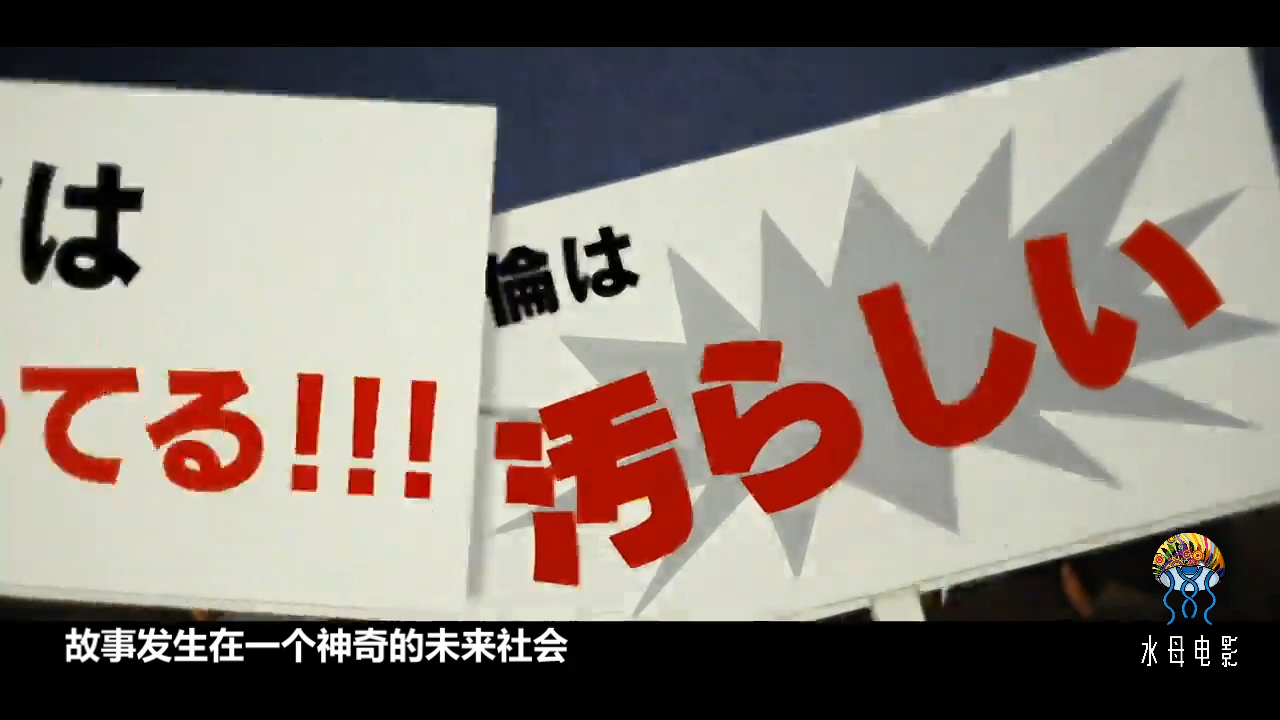 は
てる!!!
倫は
汚らしい
故事发生在一个神奇的未来社会
水母电影